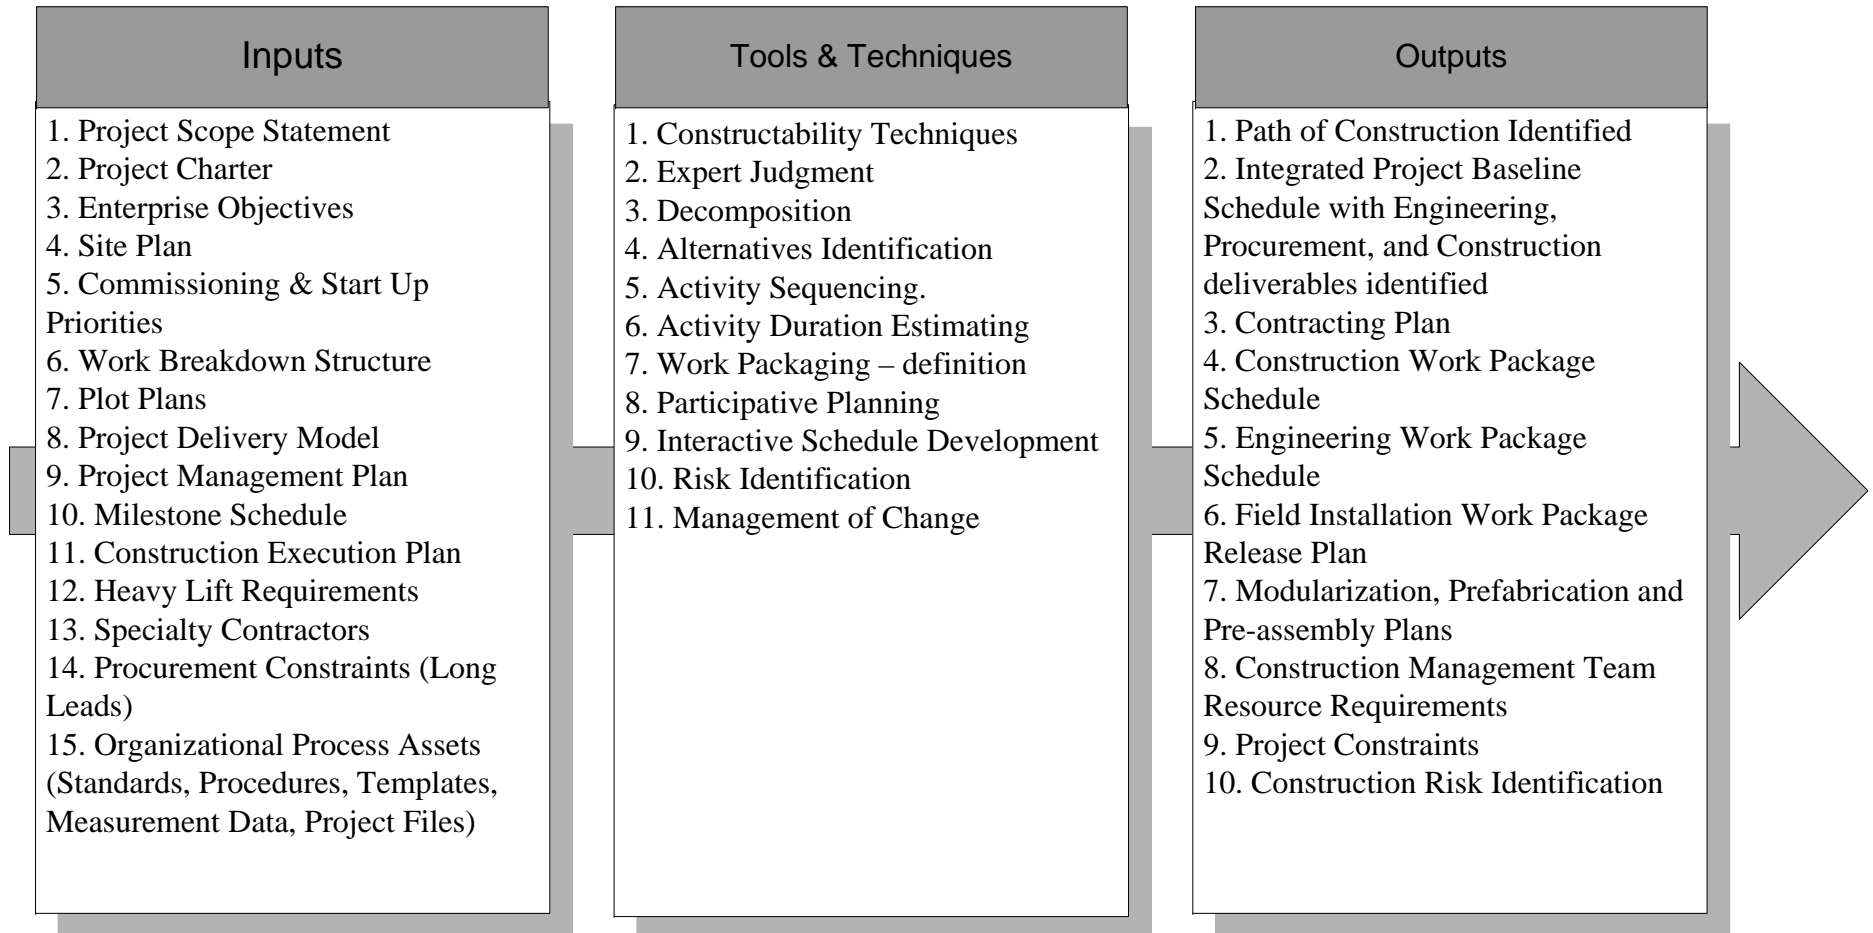 Inputs
1. Project Scope Statement
2. Project Charter
3. Enterprise Objectives
4. Site Plan
5. Commissioning & Start Up
Priorities
6. Work Breakdown Structure
7. Plot Plans
8. Project Delivery Model
9. Project Management Plan
10. Milestone Schedule
11. Construction Execution Plan
12. Heavy Lift Requirements
13. Specialty Contractors
14. Procurement Constraints (Long
Leads)
15. Organizational Process Assets
(Standards, Procedures, Templates,
Measurement Data, Project Files)
Tools & Techniques
1. Constructability Techniques
2. Expert Judgment
3. Decomposition
4. Alternatives Identification
5. Activity Sequencing.
6. Activity Duration Estimating
7. Work Packaging – definition
8. Participative Planning
9. Interactive Schedule Development
10. Risk Identification
11. Management of Change
Outputs
1. Path of Construction Identified
2. Integrated Project Baseline
Schedule with Engineering,
Procurement, and Construction
deliverables identified
3. Contracting Plan
4. Construction Work Package
Schedule
5. Engineering Work Package
Schedule
6. Field Installation Work Package
Release Plan
7. Modularization, Prefabrication and
Pre-assembly Plans
8. Construction Management Team
Resource Requirements
9. Project Constraints
10. Construction Risk Identification